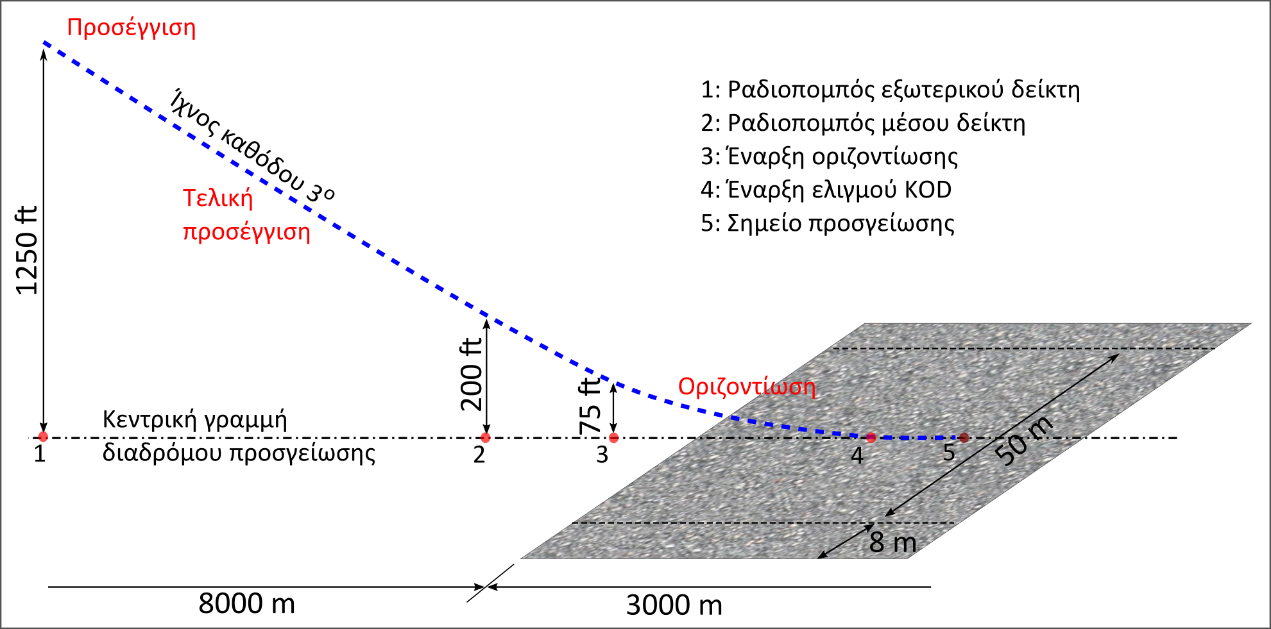 Προσέγγιση
1: Ραδιοπομπός εξωτερικού δείκτη
2: Ραδιοπομπός μέσου δείκτη
3: Έναρξη οριζοντίωσης
4: Έναρξη ελιγμού KOD
5: Σημείο προσγείωσης
Ίχνος καθόδου 3º
Τελική
προσέγγιση
1250 ft
200 ft
75 ft
Οριζοντίωση
Κεντρική γραμμή
διαδρόμου προσγείωσης
1
2
3
4
5
50 m
8 m
8000 m
3000 m